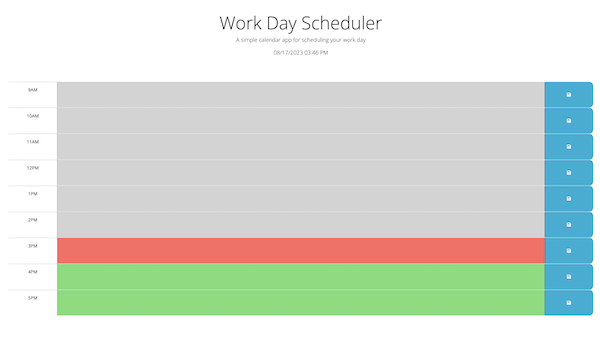 Work Day Scheduler
A simple calendar app for scheduling your work day
08/17/2023 03:46 PM
9AM
10AM
11AM
12PM
1PM
2PM
3PM
4PM
5PM